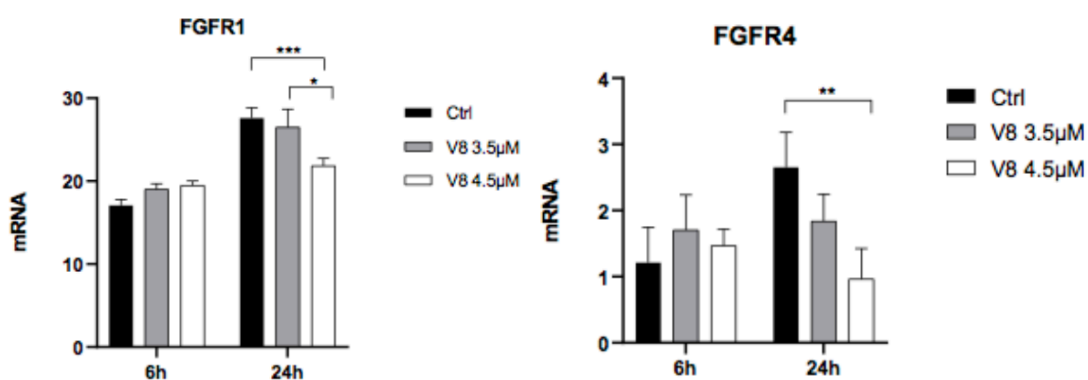 FGFR1
***
*
30
20
10
0
mRNA
6h
24h
Ctrl
V8 3.5µM
V8 4.5µM
FGFR4
**
4
3
2
1
0
mRNA
6h
24h
Ctrl
V8 3.5µM
V8 4.5µM